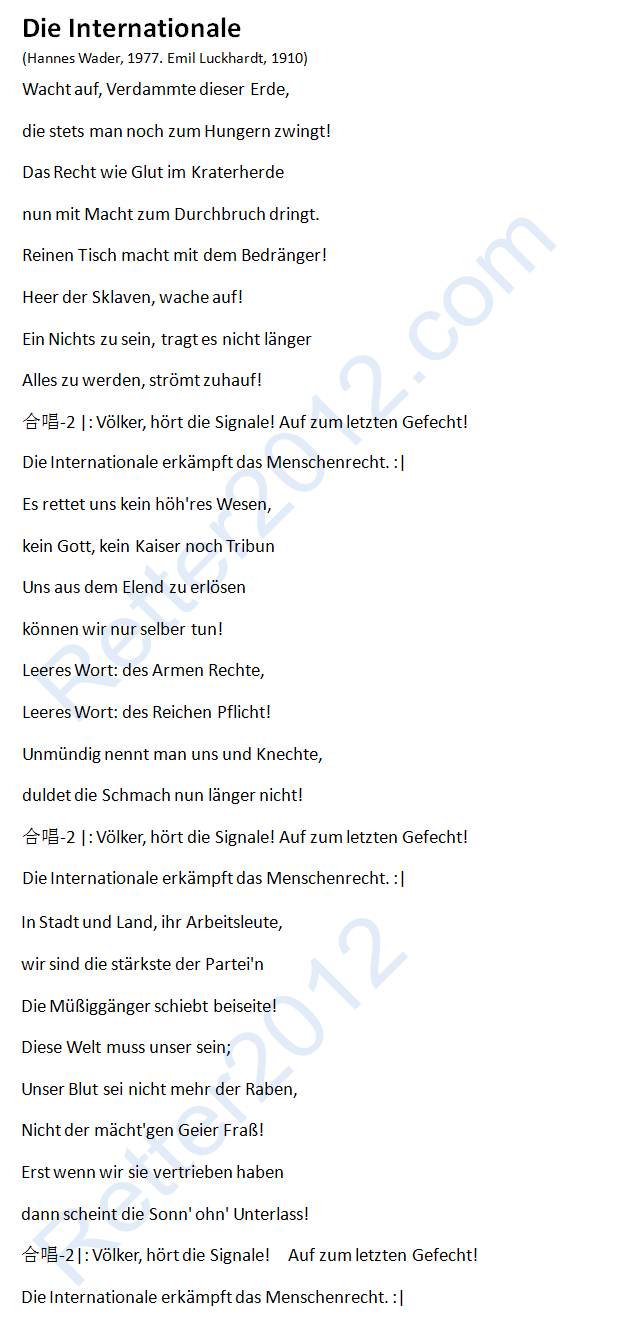 Die Internationale
(Hannes Wader, 1977. Emil Luckhardt, 1910)
Wacht auf, Verdammte dieser Erde,
die stets man noch zum Hungern zwingt!
Das Recht wie Glut im Kraterherde
nun mit Macht zum Durchbruch dringt.
Reinen Tisch macht mit dem Bedränger!
Heer der Sklaven, wache auf!
Ein Nichts zu sein, tragt es nicht länger
Alles zu werden, strömt zuhauf!
合唱-2 |: Völker, hört die Signale! Auf zum letzten Gefecht!
Die Internationale erkämpft das Menschenrecht. :|
Es rettet uns kein höh'res Wesen,
kein Gott, kein Kaiser noch Tribun
Uns aus dem Elend zu erlösen
können wir nur selber tun!
Leeres Wort: des Armen Rechte,
Leeres Wort: des Reichen Pflicht!
Unmündig nennt man uns und Knechte,
duldet die Schmach nun länger nicht!
合唱-2 |: Völker, hört die Signale! Auf zum letzten Gefecht!
Die Internationale erkämpft das Menschenrecht. :|
In Stadt und Land, ihr Arbeitsleute,
wir sind die stärkste der Partei'n
Die Müßiggänger schiebt beiseite!
Diese Welt muss unser sein;
Unser Blut sei nicht mehr der Raben,
Nicht der mächt'gen Geier Fraß!
Erst wenn wir sie vertrieben haben
dann scheint die Sonn' ohn' Unterlass!
合唱-2|: Völker, hört die Signale! Auf zum letzten Gefecht!
Die Internationale erkämpft das Menschenrecht. :|
Retter2012.com
Retter2012